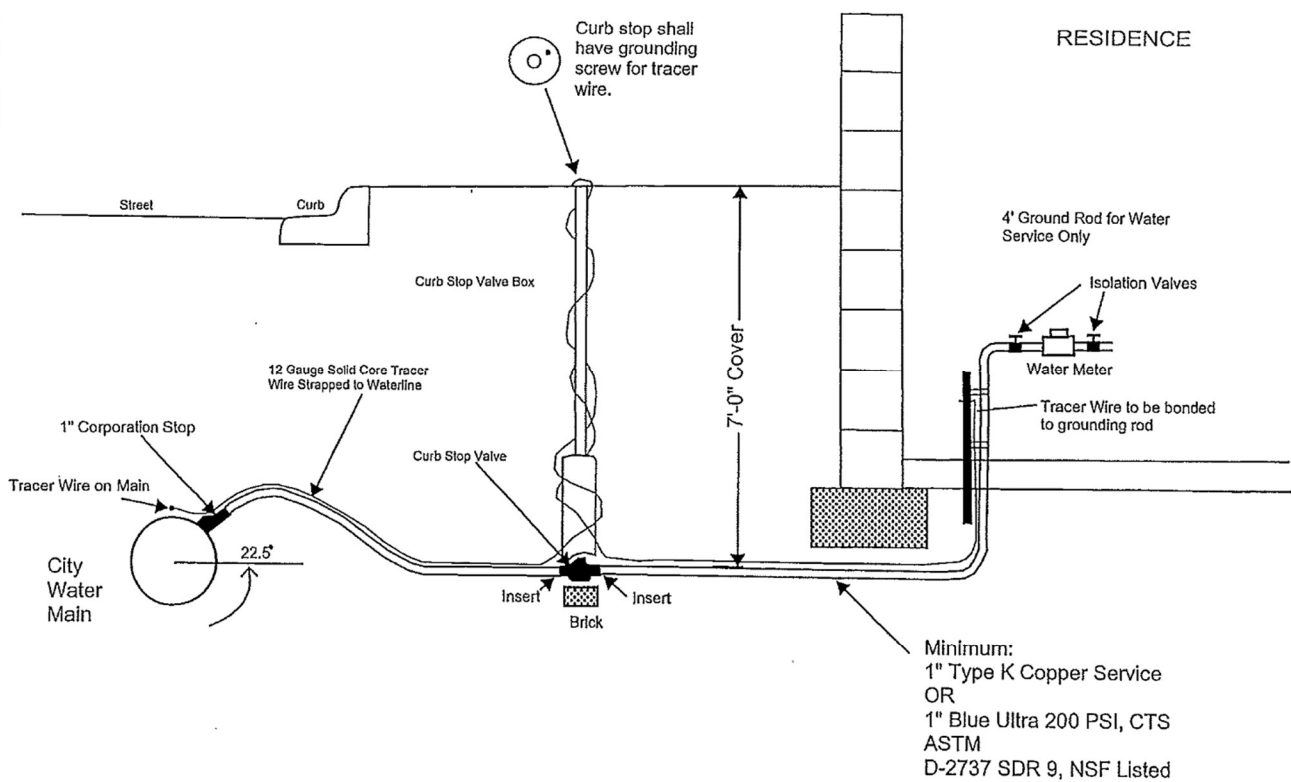 Curb stop shall
have grounding
screw for tracer
wire.
RESIDENCE
Street
Curb
4' Ground Rod for Water
Service Only
Curb Stop Valve Box
Isolation Valves
7'-0" Cover
Water Meter
12 Gauge Solid Core Tracer
Wire Strapped to Waterline
Tracer Wire to be bonded
to grounding rod
1" Corporation Stop
Curb Stop Valve
Tracer Wire on Main
22.5°
City
Water
Main
Insert
Insert
Brick
Minimum:
1" Type K Copper Service
OR
1" Blue Ultra 200 PSI, CTS
ASTM
D-2737 SDR 9, NSF Listed